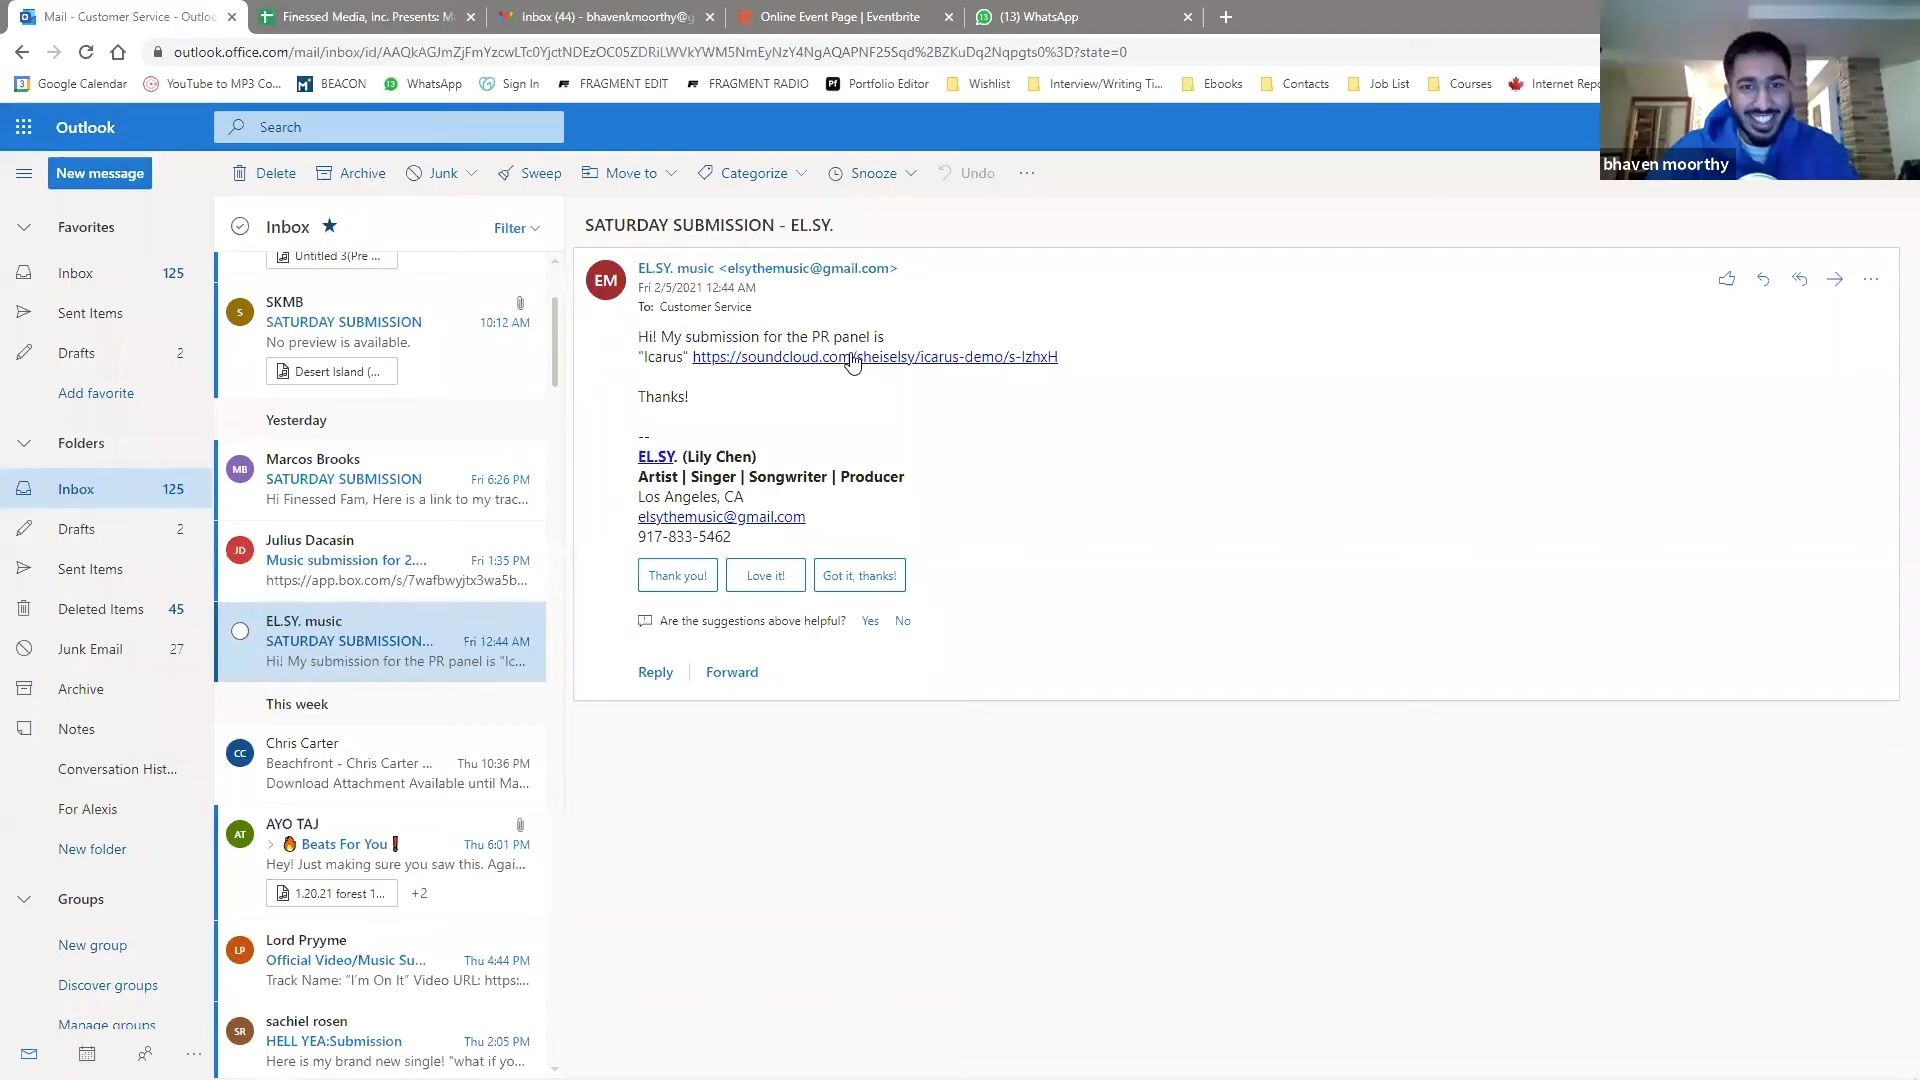 Mail - Customer Service - Outlo
Finessed Media, Inc. Presents: M
Inbox (44) - bhavenkmoorthy@g
Online Event Page | Eventbrite
(13) WhatsApp
outlook.office.com/mail/inbox/id/AAQkAGJmZjFmYzcwLTc0YjctNDEzOC05ZDRiLWVkYWM5NmEyNzY4NgAQAPNF25Sqd%2BZKuDq2Nqpgts0%3D?state=0
Google Calendar
YouTube to MP3 Co...
BEACON
WhatsApp
Sign In
FRAGMENT EDIT
FRAGMENT RADIO
Portfolio Editor
Wishlist
Interview/Writing Ti...
Ebooks
Contacts
Job List
Courses
Internet Repo
bhaven moorthy
Outlook
Search
New message
Delete
Archive
Junk
Sweep
Move to
Categorize
Snooze
Undo
Favorites
Inbox 125
Sent Items
Drafts 2
Add favorite
Folders
Inbox 125
Drafts 2
Sent Items
Deleted Items 45
Junk Email 27
Archive
Notes
Conversation Hist...
For Alexis
New folder
Groups
New group
Discover groups
Manage groups
Inbox
Filter
Untitled 3(Pre ...
S
SKMB
SATURDAY SUBMISSION 10:12 AM
No preview is available.
Desert Island (...
Yesterday
MB
Marcos Brooks
SATURDAY SUBMISSION Fri 6:26 PM
Hi Finessed Fam, Here is a link to my trac...
JD
Julius Dacasin
Music submission for 2.... Fri 1:35 PM
https://app.box.com/s/7wafbwyjtx3wa5b...
EL.SY. music
SATURDAY SUBMISSION... Fri 12:44 AM
Hi! My submission for the PR panel is "Ic...
This week
CC
Chris Carter
Beachfront - Chris Carter ... Thu 10:36 PM
Download Attachment Available until Ma...
AT
AYO TAJ
Beats For You Thu 6:01 PM
Hey! Just making sure you saw this. Agai...
1.20.21 forest 1... +2
LP
Lord Pryyme
Official Video/Music Su... Thu 4:44 PM
Track Name: "I'm On It" Video URL: https:...
SR
sachiel rosen
HELL YEA:Submission Thu 2:05 PM
Here is my brand new single! "what if yo...
SATURDAY SUBMISSION - EL.SY.
EM
EL.SY. music <elsythemusic@gmail.com>
Fri 2/5/2021 12:44 AM
To: Customer Service
Hi! My submission for the PR panel is
"Icarus" https://soundcloud.com/sheiselsy/icarus-demo/s-IzhxH
Thanks!
--
EL.SY. (Lily Chen)
Artist | Singer | Songwriter | Producer
Los Angeles, CA
elsythemusic@gmail.com
917-833-5462
Thank you!
Love it!
Got it, thanks!
Are the suggestions above helpful? Yes No
Reply
Forward